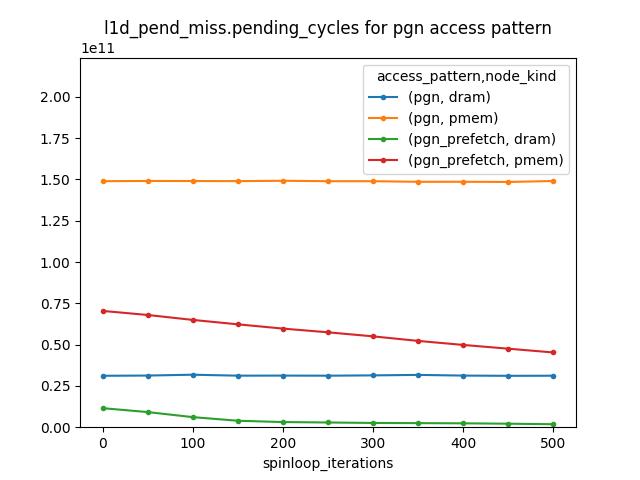 l1d_pend_miss.pending_cycles for pgn access pattern
1e11
access_pattern,node_kind
(pgn, dram)
(pgn, pmem)
(pgn_prefetch, dram)
(pgn_prefetch, pmem)
2.00
1.75
1.50
1.25
1.00
0.75
0.50
0.25
0.00
0 100 200 300 400 500
spinloop_iterations